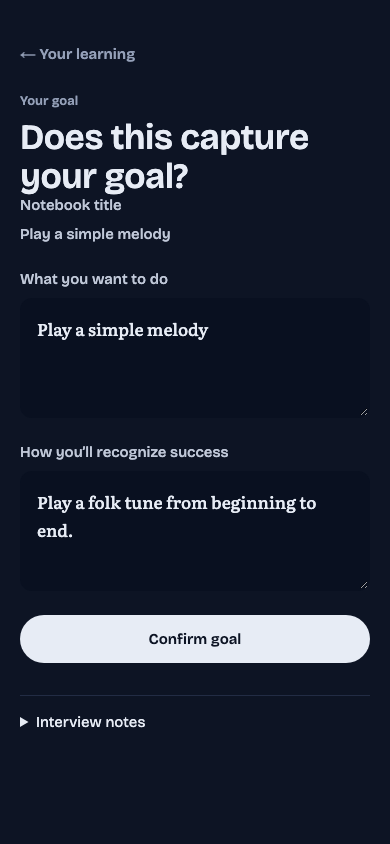 ← Your learning
Your goal
Does this capture
your goal?
Notebook title
Play a simple melody
What you want to do
Play a simple melody
How you'll recognize success
Play a folk tune from beginning to
end.
Confirm goal
Interview notes